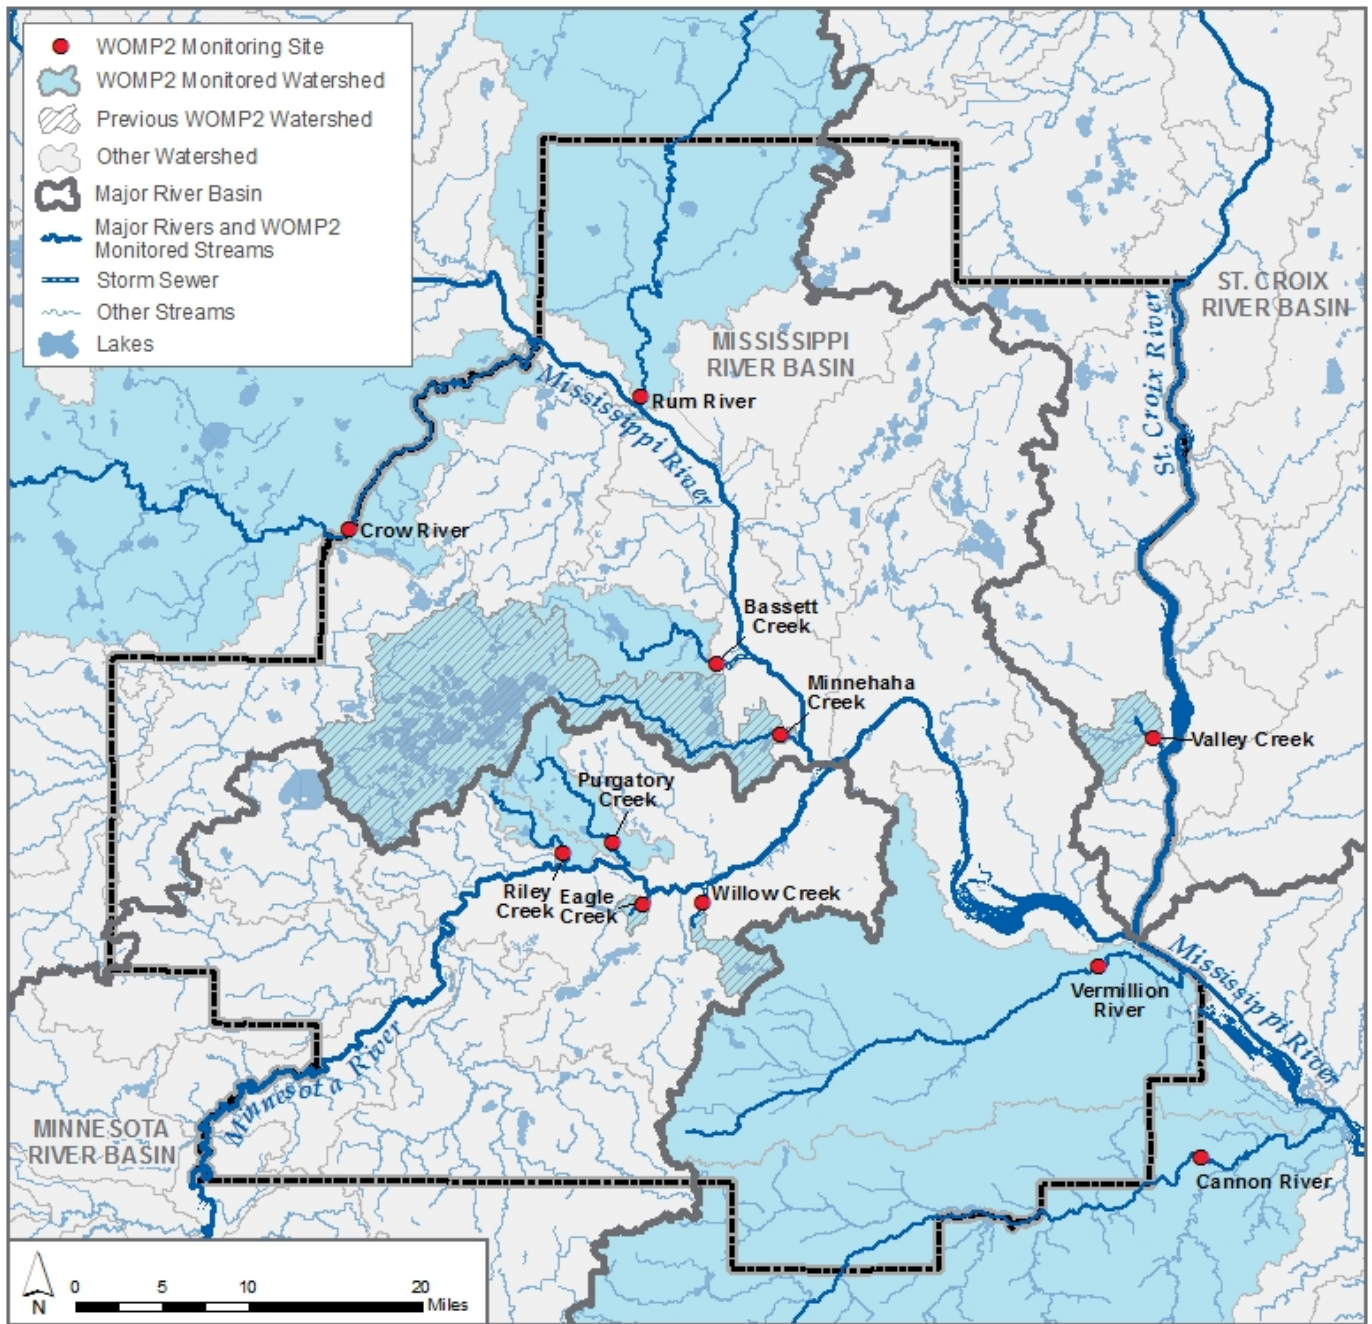 WOMP2 Monitoring Site
WOMP2 Monitored Watershed
Previous WOMP2 Watershed
Other Watershed
Major River Basin
Major Rivers and WOMP2
Monitored Streams
Storm Sewer
Other Streams
Lakes
ST. CROIX
RIVER BASIN
St. Croix River
MISSISSIPPI
RIVER BASIN
Mississippi River
Rum River
Crow River
Bassett
Creek
Minnehaha
Creek
Valley Creek
Purgatory
Creek
Riley
Creek
Eagle
Creek
Willow Creek
Vermillion
River
Mississippi River
Minnesota River
MINNESOTA
RIVER BASIN
Cannon River
N
0 5 10 20
Miles